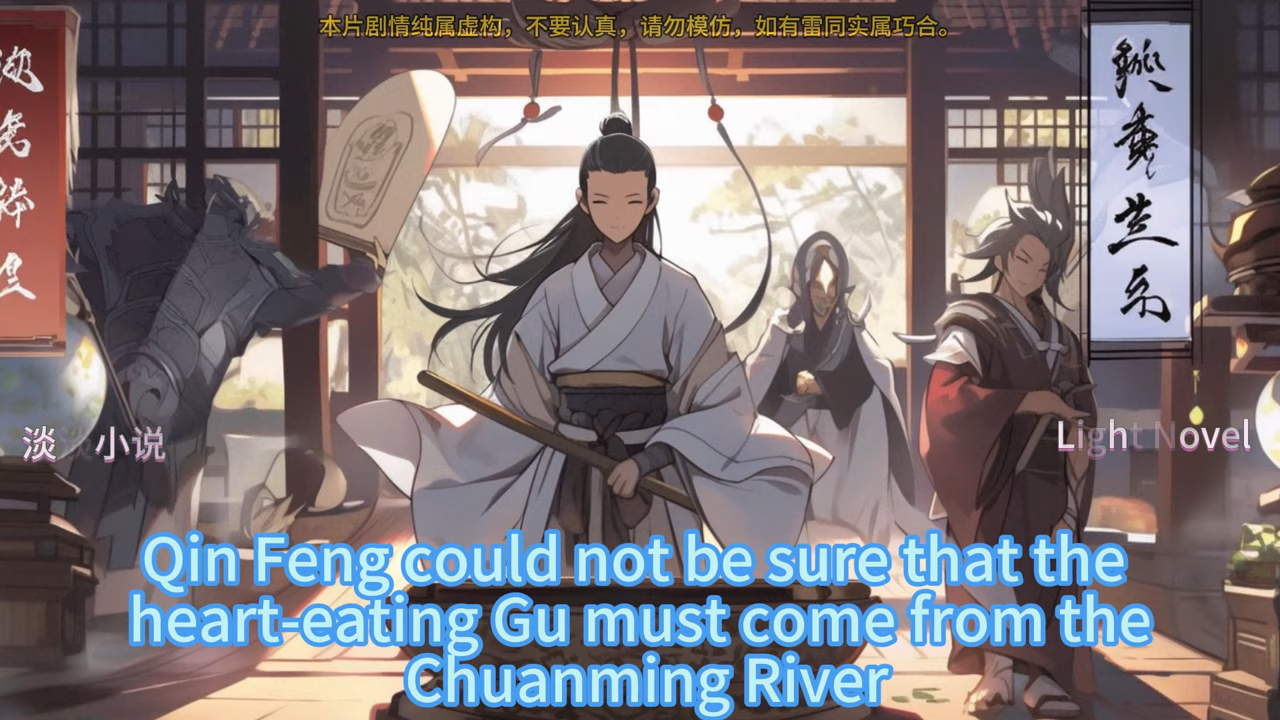 本片剧情纯属虚构，不要认真，请勿模仿，如有雷同实属巧合。
淡 小说
Light Novel
Qin Feng could not be sure that the
heart-eating Gu must come from the
Chuanming River